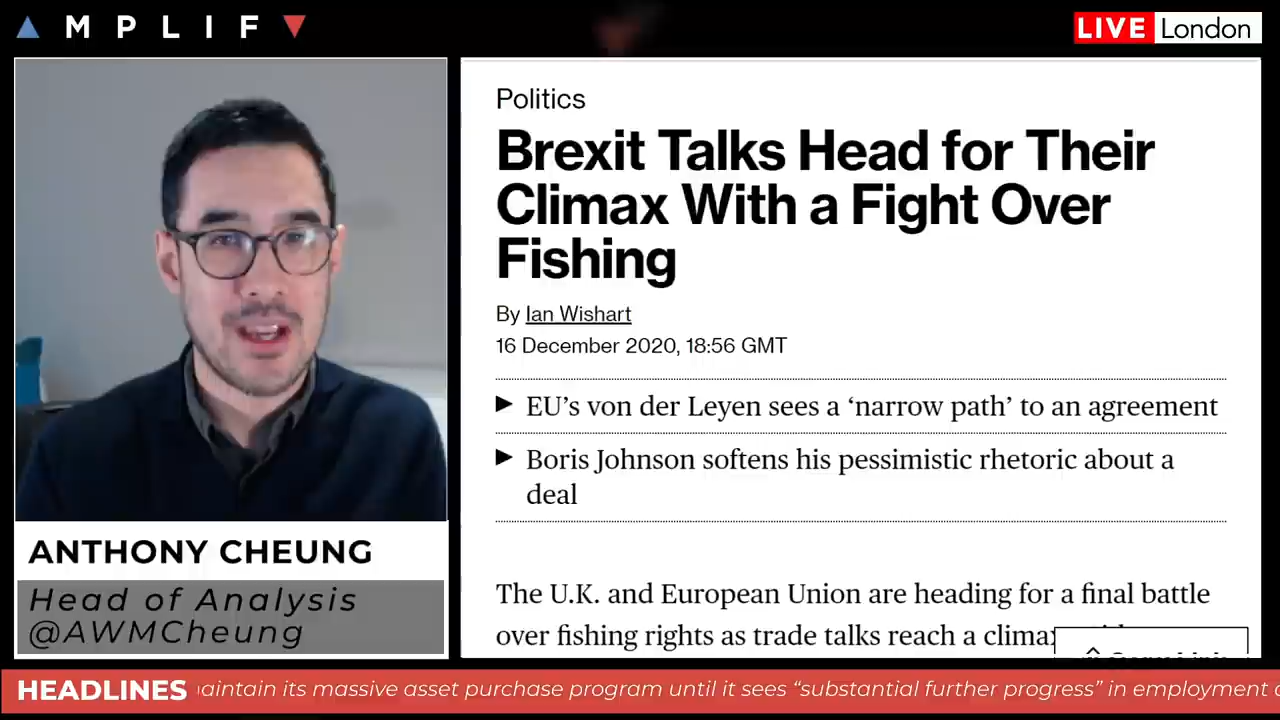 AMPLIFY
LIVE London
Politics
Brexit Talks Head for Their
Climax With a Fight Over
Fishing
By Ian Wishart
16 December 2020, 18:56 GMT
EU’s von der Leyen sees a ‘narrow path’ to an agreement
Boris Johnson softens his pessimistic rhetoric about a
deal
The U.K. and European Union are heading for a final battle
over fishing rights as trade talks reach a
ANTHONY CHEUNG
Head of Analysis
@AWMCheung
HEADLINES
its massive asset purchase program until it sees “substantial further progress” in employment